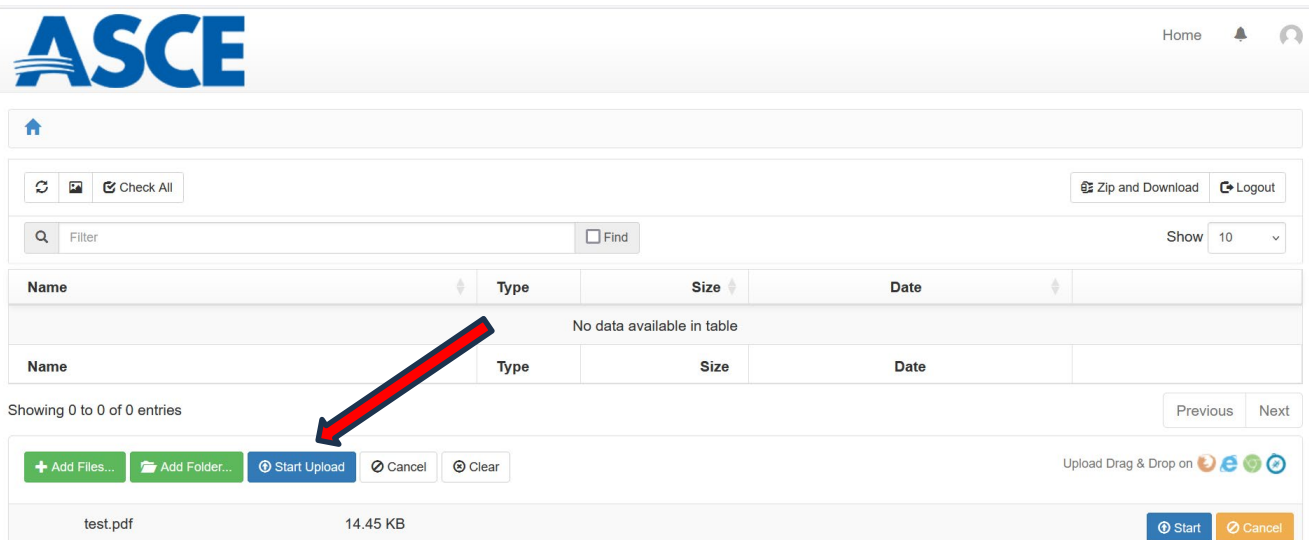 ASCE
Home
Check All
Zip and Download Logout
Filter Find Show 10
Name Type Size Date
No data available in table
Name Type Size Date
Showing 0 to 0 of 0 entries
Previous Next
Add Files... Add Folder... Start Upload Cancel Clear Upload Drag & Drop on
test.pdf 14.45 KB Start Cancel